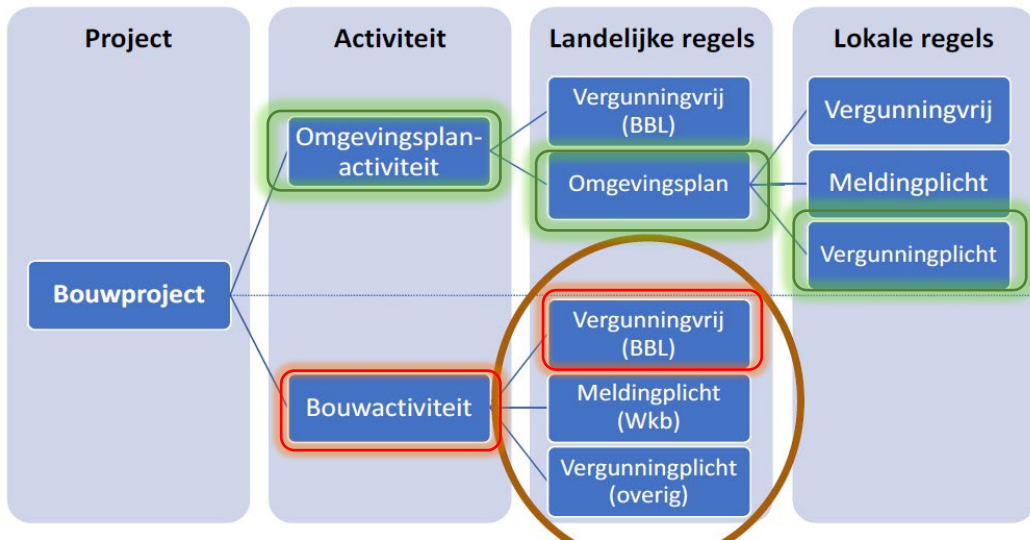 Project
Activiteit
Landelijke regels
Lokale regels
Bouwproject
Omgevingsplan-
activiteit
Vergunningvrij
(BBL)
Omgevingsplan
Vergunningvrij
Meldingplicht
Vergunningplicht
Bouwactiviteit
Vergunningvrij
(BBL)
Meldingplicht
(Wkb)
Vergunningplicht
(overig)